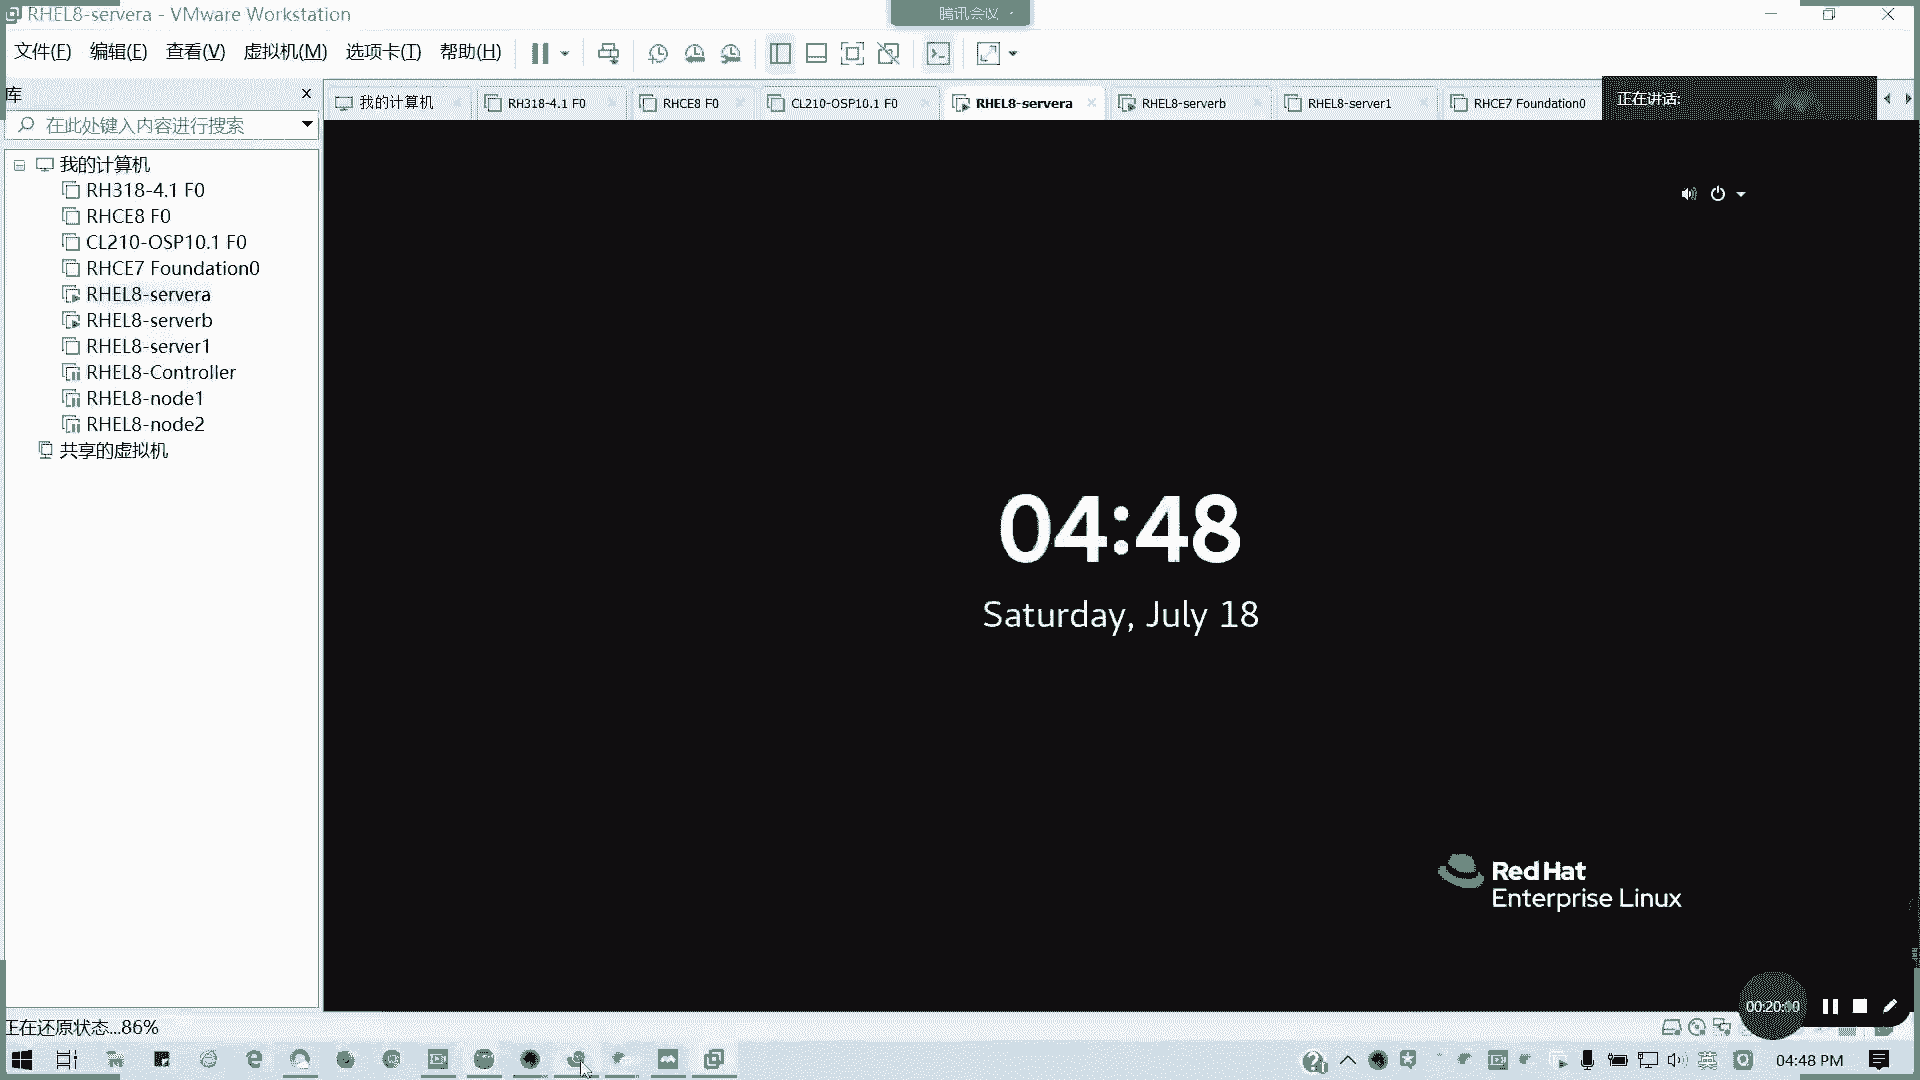 RHEL8-servera - VMware Workstation
腾讯会议
文件(F) 编辑(E) 查看(V) 虚拟机(M) 选项卡(T) 帮助(H)
库
我的计算机 RH318-4.1 F0 RHCE8 F0 CL210-OSP10.1 F0 RHEL8-servera RHEL8-serverb RHEL8-server1 RHCE7 Foundation0
正在讲话:
在此处键入内容进行搜索
我的计算机
RH318-4.1 F0
RHCE8 F0
CL210-OSP10.1 F0
RHCE7 Foundation0
RHEL8-servera
RHEL8-serverb
RHEL8-server1
RHEL8-Controller
RHEL8-node1
RHEL8-node2
共享的虚拟机
04:48
Saturday, July 18
Red Hat
Enterprise Linux
00:20:00
正在还原状态...86%
英
04:48 PM